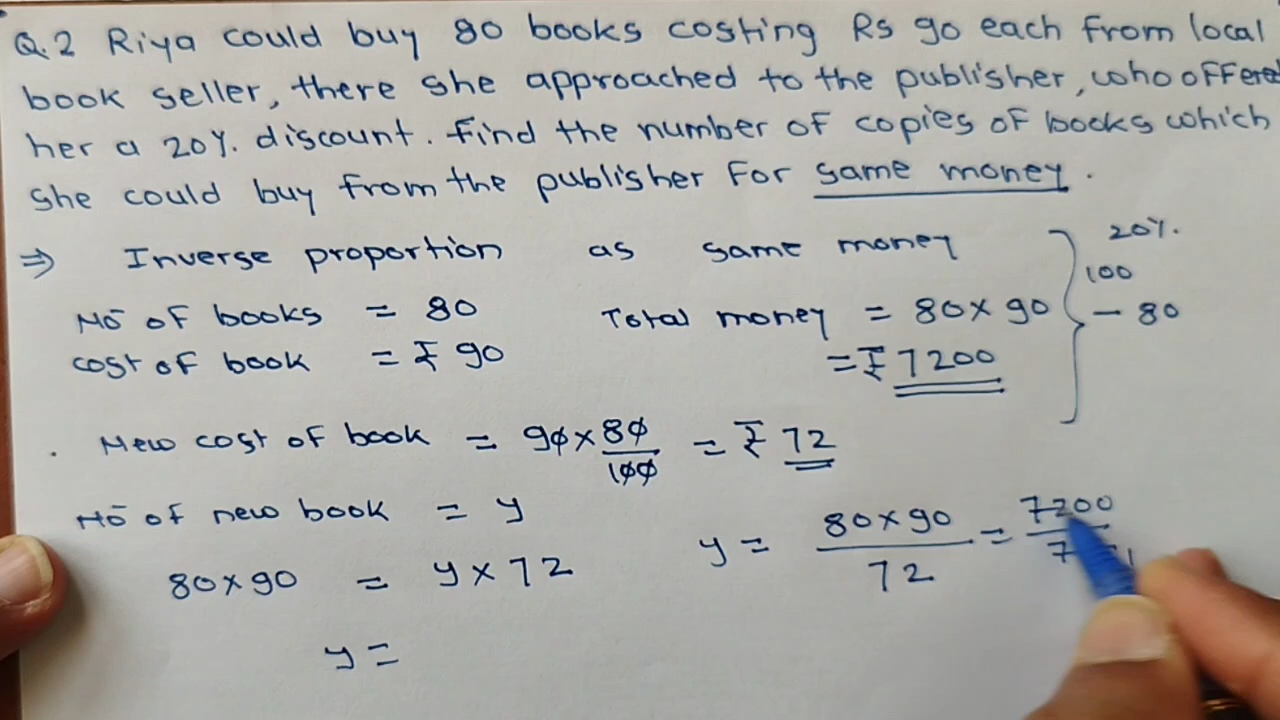 Q.2 Riya could buy 80 books costing Rs 90 each from local
book seller, there she approached to the publisher, who offered
her a 20% discount. Find the number of copies of books which
she could buy from the publisher for same money.
⇒ Inverse proportion as same money
No of books = 80 Total money = 80 × 90
cost of book = ₹ 90 = ₹ 7200
20%
100
- 80
New cost of book = 90 × 80/100 = ₹ 72
No of new book = y
80 × 90 = y × 72
y = 80 × 90 / 72 = 7200 /
y =